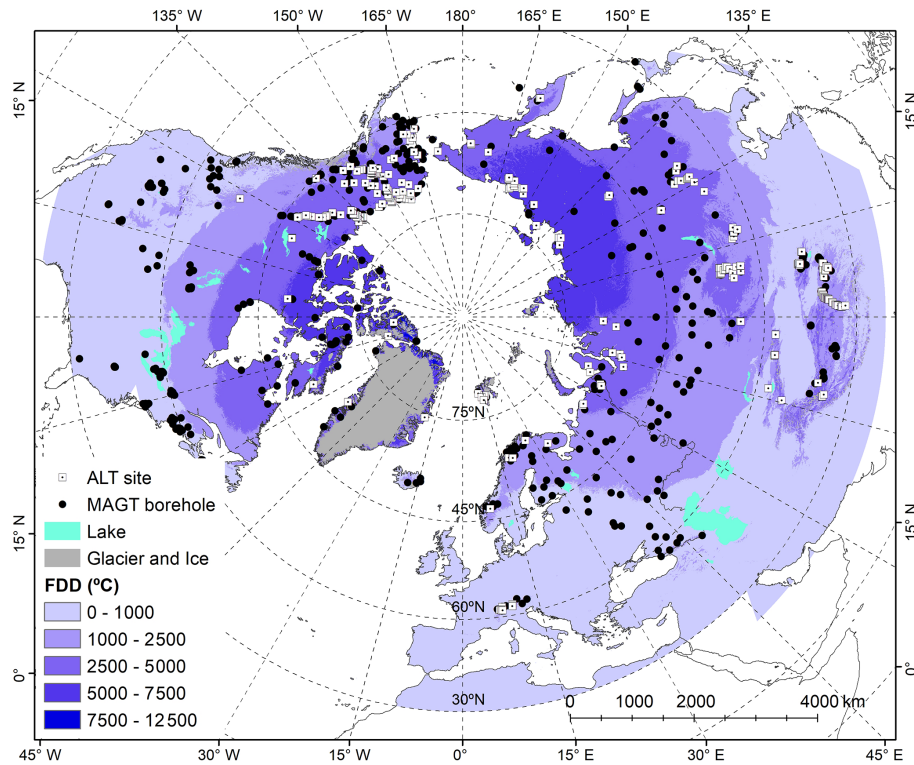 135° W 150° W 165° W 180° 165° E 150° E 135° E
15° N 15° N
75°N
ALT site
MAGT borehole
45°N
Lake
15° N 15° N
Glacier and Ice
FDD (ºC)
0 - 1000
60°N
1000 - 2500
2500 - 5000
0° 0°
5000 - 7500
30°N
0 1000 2000 4000 km
7500 - 12 500
45° W 30° W 15° W 0° 15° E 30° E 45° E